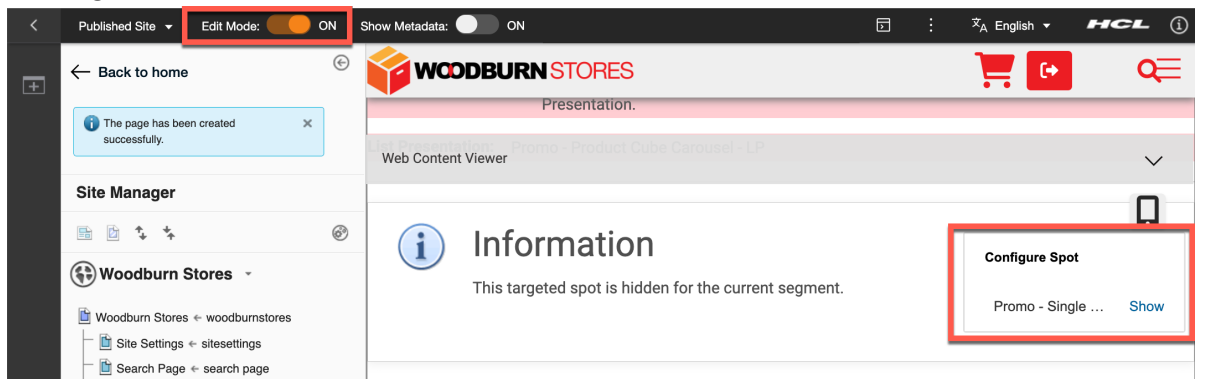 Published Site Edit Mode: ON Show Metadata: ON English HCL
Back to home
WOODBURN STORES
Presentation.
The page has been created
successfully.
List Presentation: Promo - Product Cube Carousel - LP
Web Content Viewer
Site Manager
Information
This targeted spot is hidden for the current segment.
Configure Spot
Promo - Single … Show
Woodburn Stores
Woodburn Stores ← woodburnstores
Site Settings ← sitesettings
Search Page ← search page